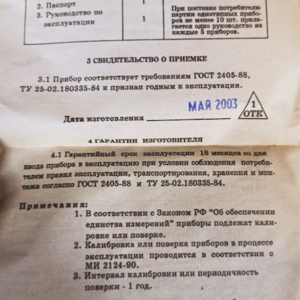 2. Паспорт 1
3. Руководство по эксплуатации 1
При поставке потребителю
партии однотипных приборов
не менее 10 шт. прилагается
одно руководство на
каждые 5 приборов.
3 СВИДЕТЕЛЬСТВО О ПРИЕМКЕ
3.1 Прибор соответствует требованиям ГОСТ 2405-88,
ТУ 25-02.180335-84 и признан годным к эксплуатации.
Дата изготовления МАЙ 2003
1
ОТК
4 ГАРАНТИИ ИЗГОТОВИТЕЛЯ
4.1 Гарантийный срок эксплуатации 18 месяцев со дня
ввода прибора в эксплуатацию при условии соблюдения потреби-
телем правил эксплуатации, транспортирования, хранения и мон-
тажа согласно ГОСТ 2405-88 и ТУ 25-02.180335-84.
Примечания:
1. В соответствии с Законом РФ “Об обеспечении
единства измерений” приборы подлежат кали-
бровке или поверке.
2. Калибровка или поверка приборов в процессе
эксплуатации проводится в соответствии с
МИ 2124-90.
3. Интервал калибровки или периодичность
поверки - 1 год.